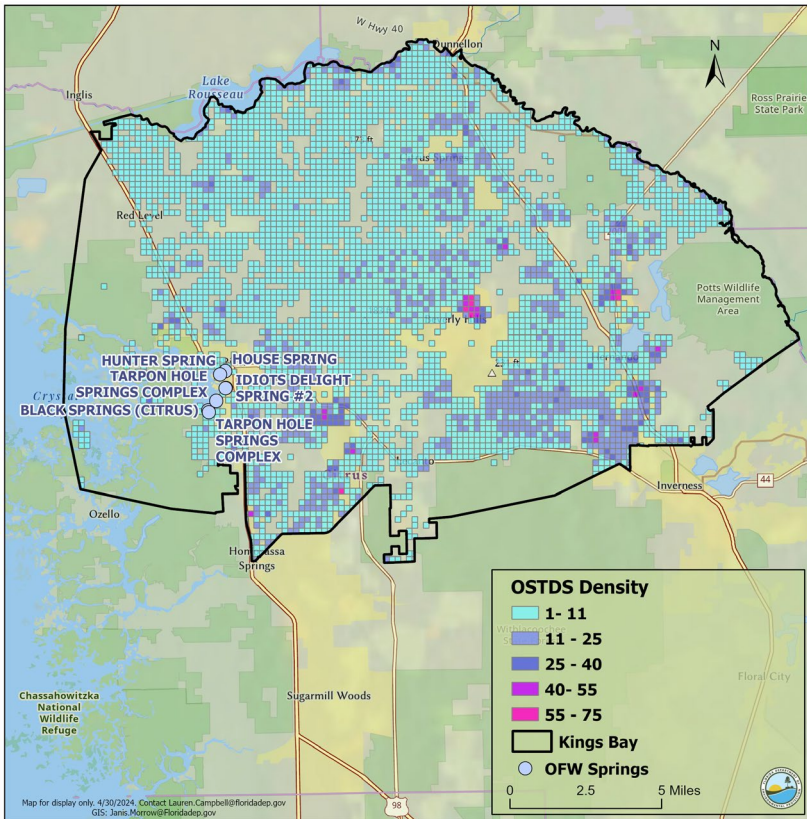 W Hwy 40
Dunnellon
N
Lake
Rousseau
Inglis
Ross Prairie
State Park
Red Level
Potts Wildlife
Management
Area
HUNTER SPRING
HOUSE SPRING
TARPON HOLE
SPRINGS COMPLEX
IDIOTS DELIGHT
SPRING #2
BLACK SPRINGS (CITRUS)
TARPON HOLE
SPRINGS
COMPLEX
Inverness
44
Ozello
Springs
OSTDS Density
1- 11
11 - 25
25 - 40
40- 55
55 - 75
Kings Bay
OFW Springs
0 2.5 5 Miles
Floral City
Sugarmill Woods
Chassahowitzka
National
Wildlife
Refuge
98
Map for display only. 4/30/2024. Contact Lauren.Campbell@floridadep.gov
GIS: Janis.Morrow@Floridadep.gov